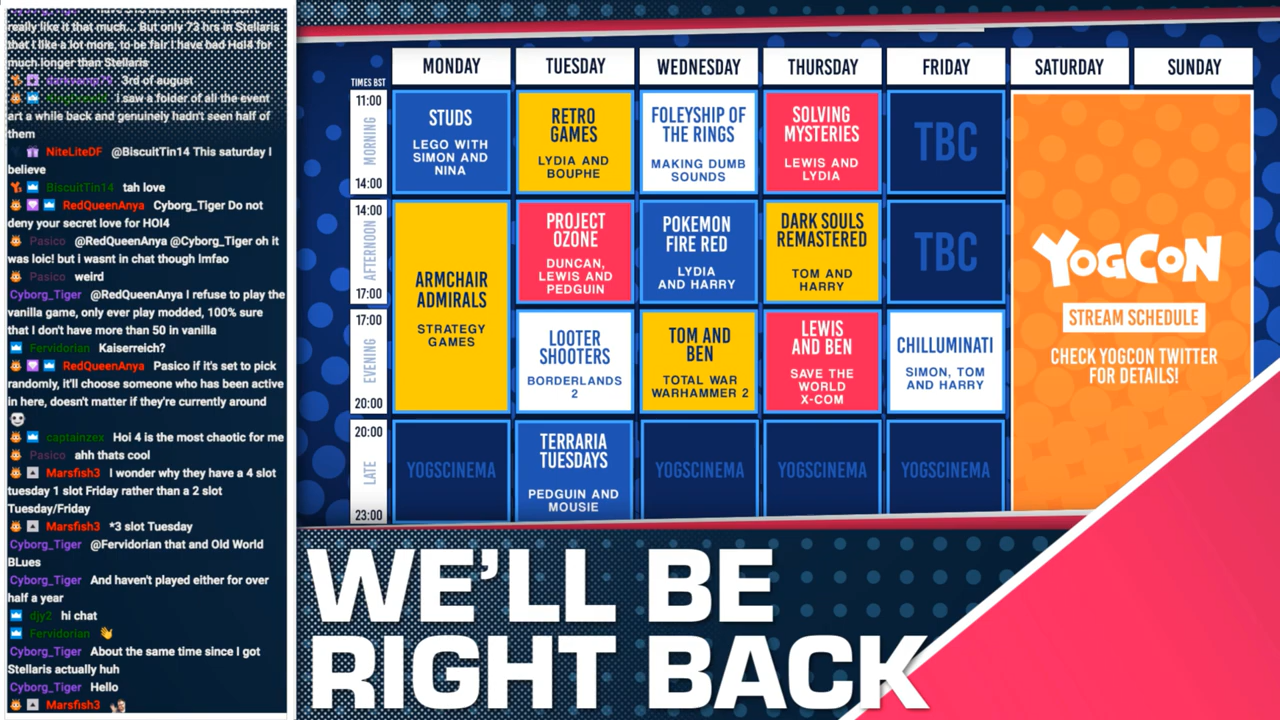 really like it that much... But only 73 hrs in Stellaris
that I like a lot more, to be fair I have had HoI4 for
much longer than Stellaris
3rd of august
I saw a folder of all the event
art a while back and genuinely hadn't seen half of
them
NiteLiteDF @BiscuitTin14 This saturday I
believe
BiscuitTin14 tah love
RedQueenAnya Cyborg_Tiger Do not
deny your secret love for HOI4
Pasico @RedQueenAnya @Cyborg_Tiger oh it
was loic! but i wasnt in chat though lmfao
Pasico weird
Cyborg_Tiger @RedQueenAnya I refuse to play the
vanilla game, only ever play modded, 100% sure
that I don't have more than 50 in vanilla
Fervidorian Kaiserreich?
RedQueenAnya Pasico if it's set to pick
randomly, it'll choose someone who has been active
in here, doesn't matter if they're currently around
captainzex Hoi 4 is the most chaotic for me
Pasico ahh thats cool
Marsfish3 I wonder why they have a 4 slot
tuesday 1 slot Friday rather than a 2 slot
Tuesday/Friday
Marsfish3 *3 slot Tuesday
Cyborg_Tiger @Fervidorian that and Old World
BLues
Cyborg_Tiger And haven't played either for over
half a year
djy2 hi chat
Fervidorian
Cyborg_Tiger About the same time since I got
Stellaris actually huh
Cyborg_Tiger Hello
Marsfish3
TIMES BST
MONDAY
TUESDAY
WEDNESDAY
THURSDAY
FRIDAY
SATURDAY
SUNDAY
11:00
MORNING
14:00
STUDS
LEGO WITH
SIMON AND
NINA
RETRO
GAMES
LYDIA AND
BOUPHE
FOLEYSHIP OF
THE RINGS
MAKING DUMB
SOUNDS
SOLVING
MYSTERIES
LEWIS AND
LYDIA
TBC
14:00
AFTERNOON
17:00
ARMCHAIR
ADMIRALS
STRATEGY
GAMES
PROJECT
OZONE
DUNCAN,
LEWIS AND
PEDGUIN
POKEMON
FIRE RED
LYDIA
AND HARRY
DARK SOULS
REMASTERED
TOM AND
HARRY
TBC
17:00
EVENING
20:00
LOOTER
SHOOTERS
BORDERLANDS
2
TOM AND
BEN
TOTAL WAR
WARHAMMER 2
LEWIS
AND BEN
SAVE THE
WORLD
X-COM
CHILLUMINATI
SIMON, TOM
AND HARRY
20:00
LATE
23:00
YOGSCINEMA
TERRARIA
TUESDAYS
PEDGUIN AND
MOUSIE
YOGSCINEMA
YOGSCINEMA
YOGSCINEMA
YOGCON
STREAM SCHEDULE
CHECK YOGCON TWITTER
FOR DETAILS!
WE'LL BE
RIGHT BACK